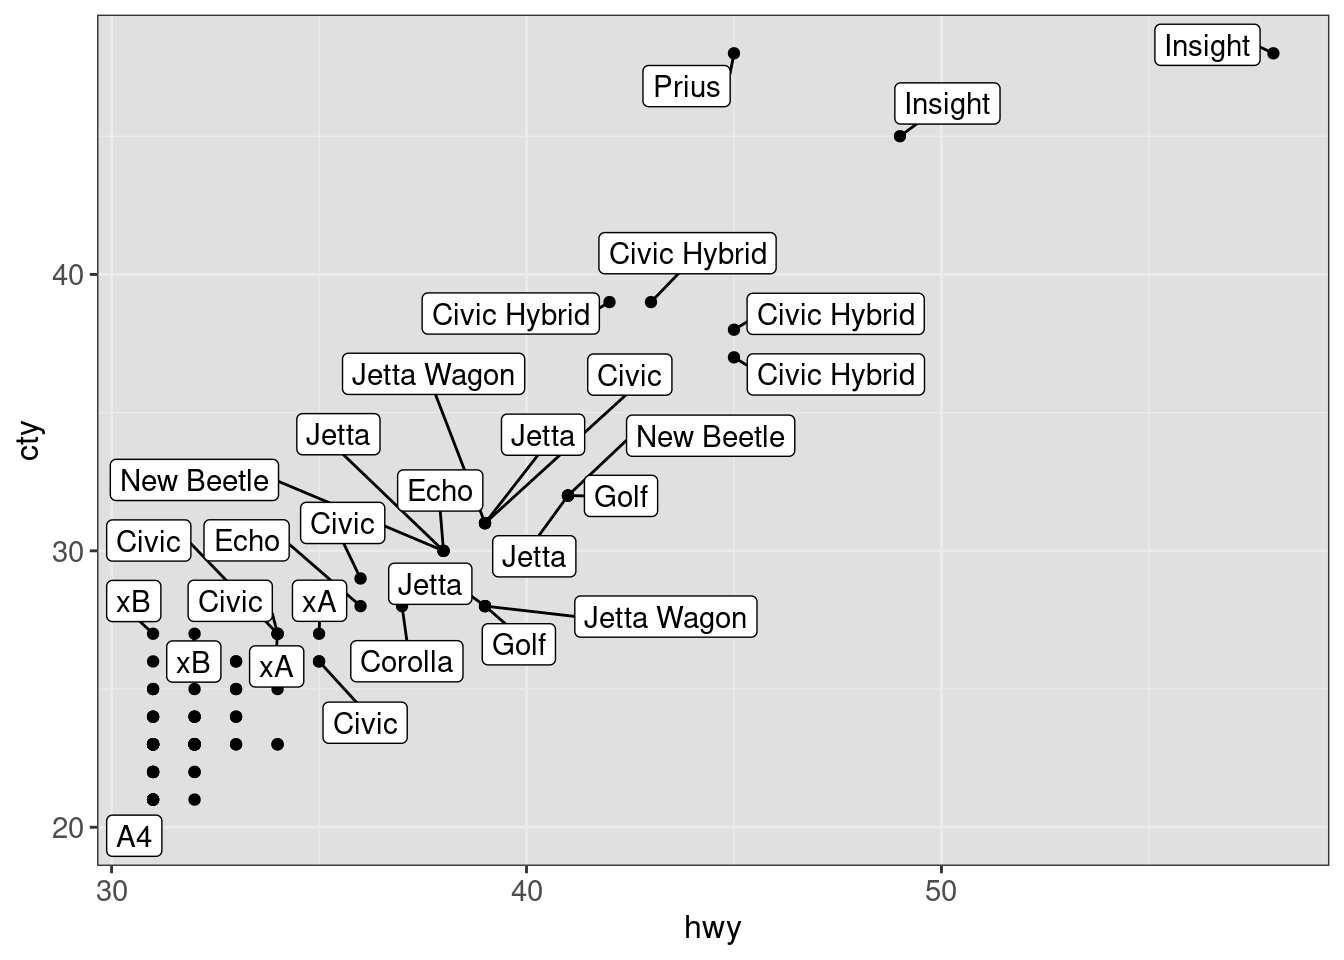 Insight
Prius
Insight
Civic Hybrid
40
Civic Hybrid
Civic Hybrid
Jetta Wagon
Civic
Civic Hybrid
Jetta
Jetta
New Beetle
cty
New Beetle
Echo
Golf
Civic
Civic
Echo
30
Jetta
Jetta
xB
Civic
xA
Jetta Wagon
Golf
xB
xA
Corolla
Civic
20
A4
30
40
50
hwy